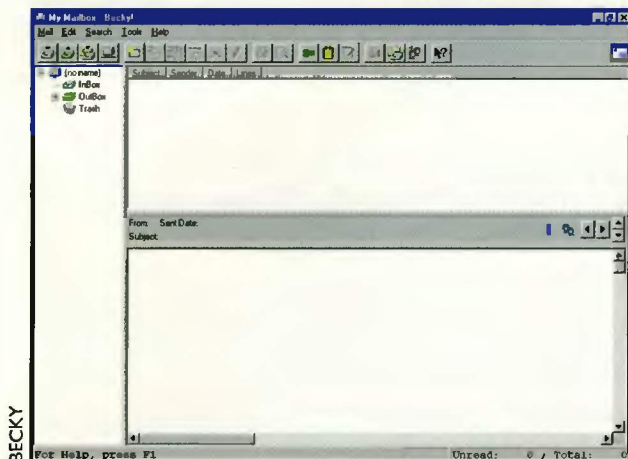 My Mailbox Becky!
Mail Edit Search Tools Help
(no name)
InBox
OutBox
Trash
Subject Sender Date Lines
From: Sent Date:
Subject:
For Help, press F1 Unread: 0 / Total: 0
BECKY